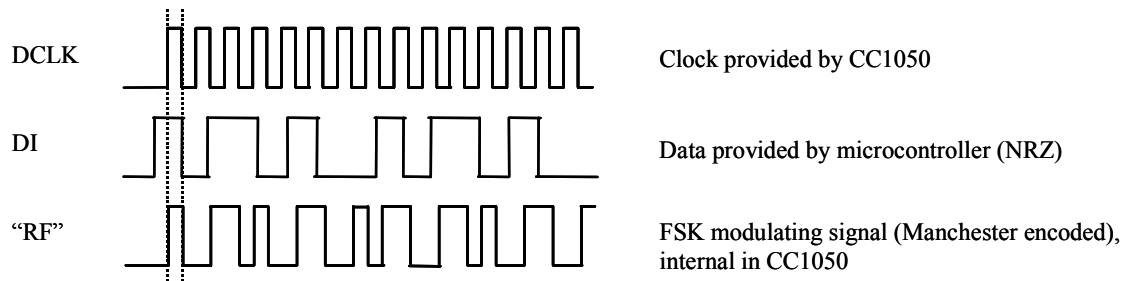 DCLK
Clock provided by CC1050
DI
Data provided by microcontroller (NRZ)
“RF”
FSK modulating signal (Manchester encoded),
internal in CC1050